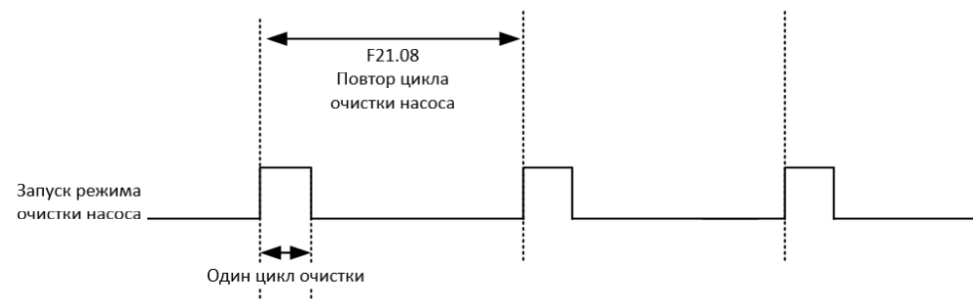 F21.08
Повтор цикла
очистки насоса
Запуск режима
очистки насоса
Один цикл очистки